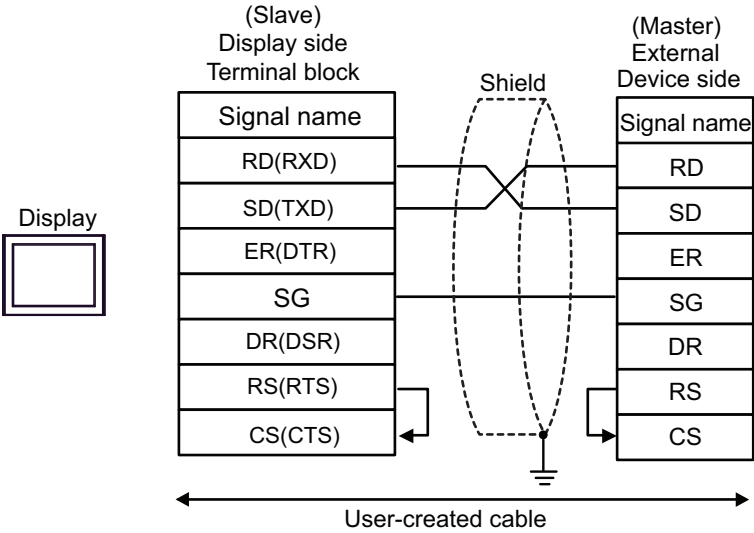 (Slave)
Display side
Terminal block
(Master)
External
Device side
Shield
Display
Signal name
RD(RXD)
SD(TXD)
ER(DTR)
SG
DR(DSR)
RS(RTS)
CS(CTS)
Signal name
RD
SD
ER
SG
DR
RS
CS
User-created cable